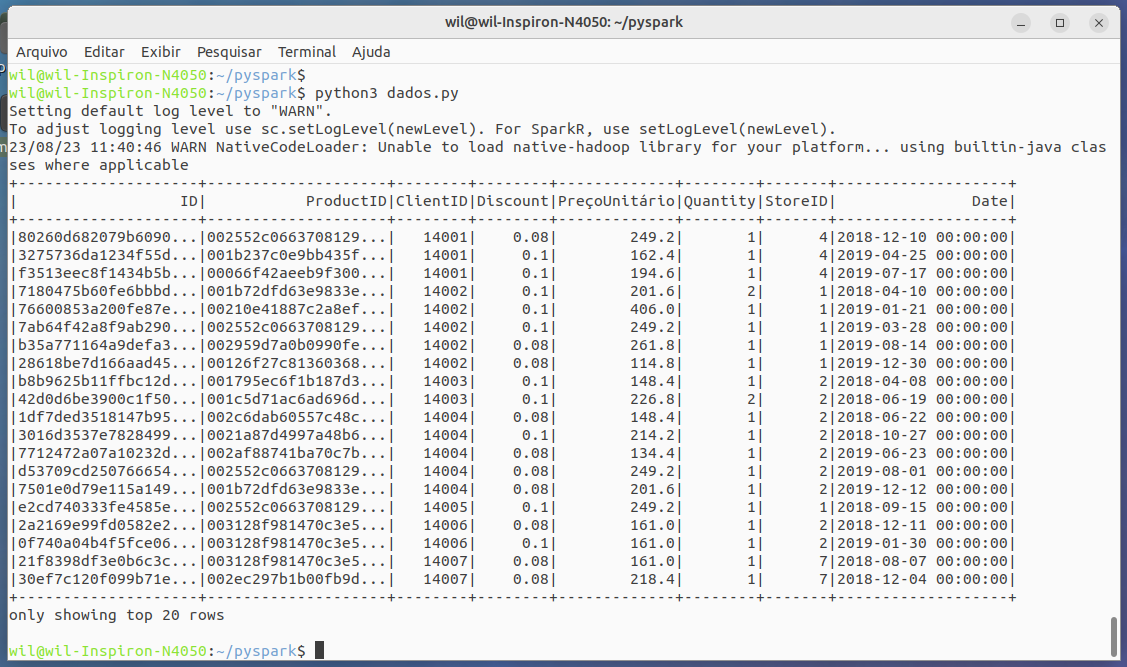 wil@wil-Inspiron-N4050: ~/pyspark
Arquivo Editar Exibir Pesquisar Terminal Ajuda
wil@wil-Inspiron-N4050:~/pyspark$
wil@wil-Inspiron-N4050:~/pyspark$ python3 dados.py
Setting default log level to "WARN".
To adjust logging level use sc.setLogLevel(newLevel). For SparkR, use setLogLevel(newLevel).
23/08/23 11:40:46 WARN NativeCodeLoader: Unable to load native-hadoop library for your platform... using builtin-java clas
ses where applicable
+--------------------+--------------------+--------+--------+-------------+--------+-------+-------------------+
|                  ID|           ProductID|ClientID|Discount|PreçoUnitário|Quantity|StoreID|               Date|
+--------------------+--------------------+--------+--------+-------------+--------+-------+-------------------+
|80260d682079b6090...|002552c0663708129...|   14001|    0.08|        249.2|       1|      4|2018-12-10 00:00:00|
|3275736da1234f55d...|001b237c0e9bb435f...|   14001|     0.1|        162.4|       1|      4|2019-04-25 00:00:00|
|f3513eec8f1434b5b...|00066f42aeeb9f300...|   14001|     0.1|        194.6|       1|      4|2019-07-17 00:00:00|
|7180475b60fe6bbbd...|001b72dfd63e9833e...|   14002|     0.1|        201.6|       2|      1|2018-04-10 00:00:00|
|76600853a200fe87e...|00210e41887c2a8ef...|   14002|     0.1|        406.0|       1|      1|2019-01-21 00:00:00|
|7ab64f42a8f9ab290...|002552c0663708129...|   14002|     0.1|        249.2|       1|      1|2019-03-28 00:00:00|
|b35a771164a9defa3...|002959d7a0b0990fe...|   14002|    0.08|        261.8|       1|      1|2019-08-14 00:00:00|
|28618be7d166aad45...|00126f27c81360368...|   14002|    0.08|        114.8|       1|      1|2019-12-30 00:00:00|
|b8b9625b11ffbc12d...|001795ec6f1b187d3...|   14003|     0.1|        148.4|       1|      2|2018-04-08 00:00:00|
|42d0d6be3900c1f50...|001c5d71ac6ad696d...|   14003|     0.1|        226.8|       2|      2|2018-06-19 00:00:00|
|1df7ded3518147b95...|002c6dab60557c48c...|   14004|    0.08|        148.4|       1|      2|2018-06-22 00:00:00|
|3016d3537e7828499...|0021a87d4997a48b6...|   14004|     0.1|        214.2|       1|      2|2018-10-27 00:00:00|
|7712472a07a10232d...|002af88741ba70c7b...|   14004|    0.08|        134.4|       1|      2|2019-06-23 00:00:00|
|d53709cd250766654...|002552c0663708129...|   14004|    0.08|        249.2|       1|      2|2019-08-01 00:00:00|
|7501e0d79e115a149...|001b72dfd63e9833e...|   14004|    0.08|        201.6|       1|      2|2019-12-12 00:00:00|
|e2cd740333fe4585e...|002552c0663708129...|   14005|     0.1|        249.2|       1|      1|2018-09-15 00:00:00|
|2a2169e99fd0582e2...|003128f981470c3e5...|   14006|    0.08|        161.0|       1|      2|2018-12-11 00:00:00|
|0f740a04b4f5fce06...|003128f981470c3e5...|   14006|     0.1|        161.0|       1|      2|2019-01-30 00:00:00|
|21f8398df3e0b6c3c...|003128f981470c3e5...|   14007|    0.08|        161.0|       1|      7|2018-08-07 00:00:00|
|30ef7c120f099b71e...|002ec297b1b00fb9d...|   14007|    0.08|        218.4|       1|      7|2018-12-04 00:00:00|
+--------------------+--------------------+--------+--------+-------------+--------+-------+-------------------+
only showing top 20 rows
wil@wil-Inspiron-N4050:~/pyspark$